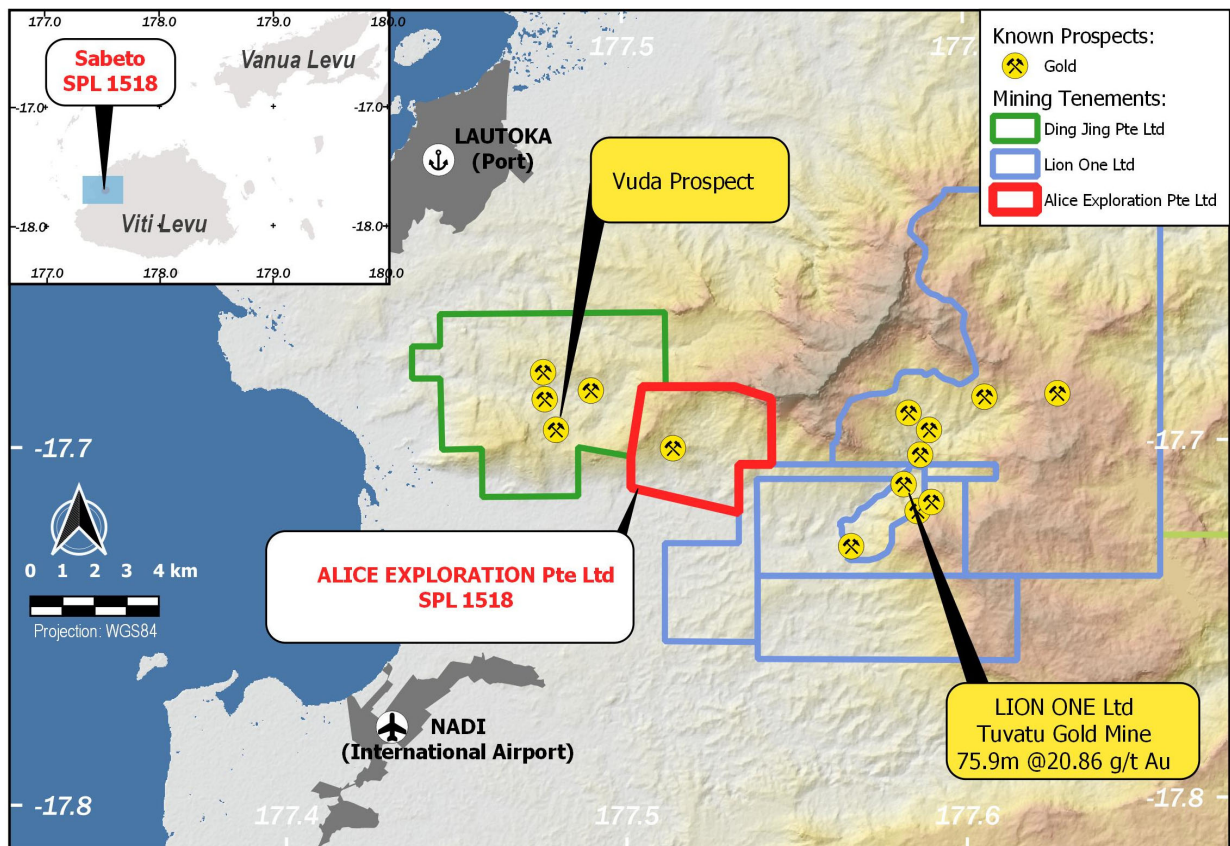 177.0
178.0
179.0
180.0
Sabeto
SPL 1518
Vanua Levu
-17.0
-17.0
Viti Levu
-18.0
-18.0
177.0
178.0
179.0
180.0
177.5
LAUTOKA
(Port)
Vuda Prospect
Known Prospects:
Gold
Mining Tenements:
Ding Jing Pte Ltd
Lion One Ltd
Alice Exploration Pte Ltd
-17.7
-17.7
ALICE EXPLORATION Pte Ltd
SPL 1518
0 1 2 3 4 km
Projection: WGS84
NADI
(International Airport)
LION ONE Ltd
Tuvatu Gold Mine
75.9m @20.86 g/t Au
-17.8
177.4
177.5
177.6
-17.8